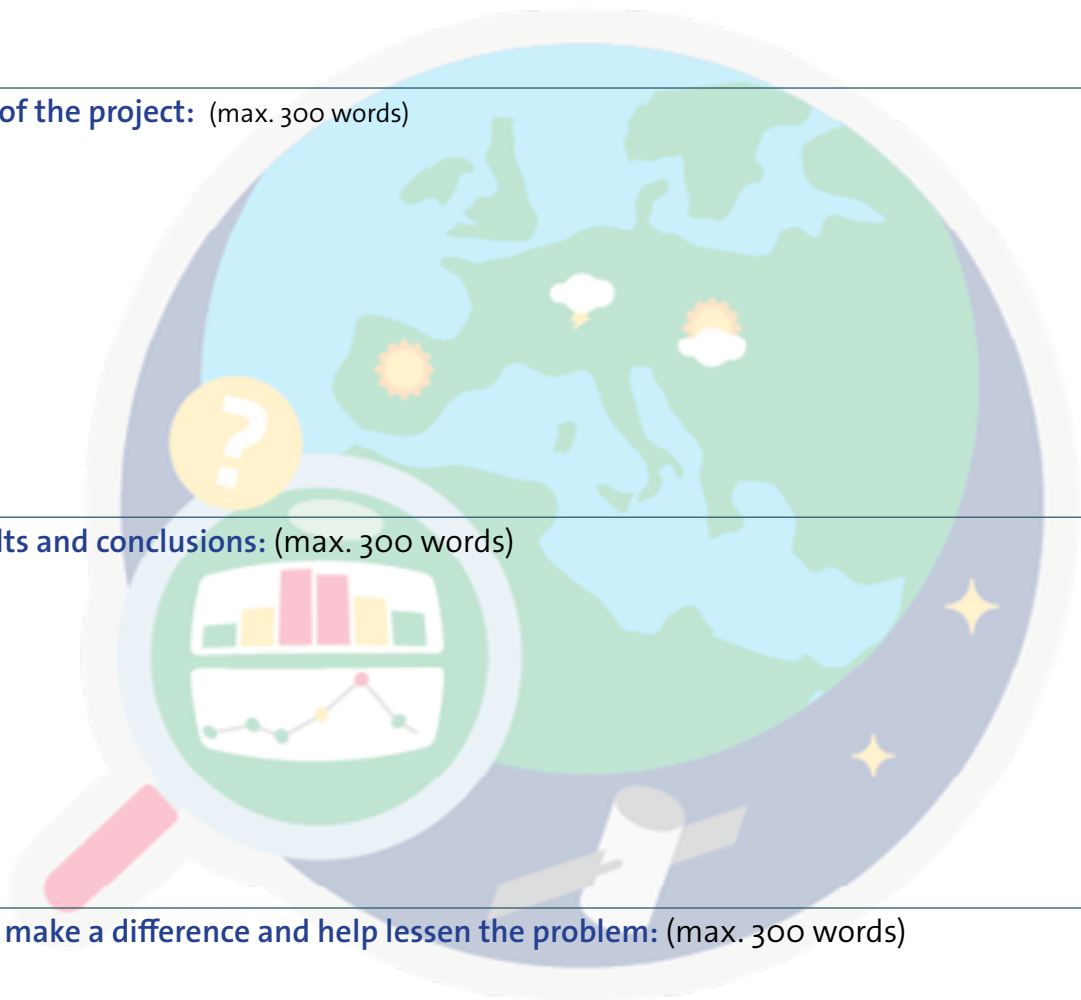 of the project: (max. 300 words)
?
lts and conclusions: (max. 300 words)
make a difference and help lessen the problem: (max. 300 words)